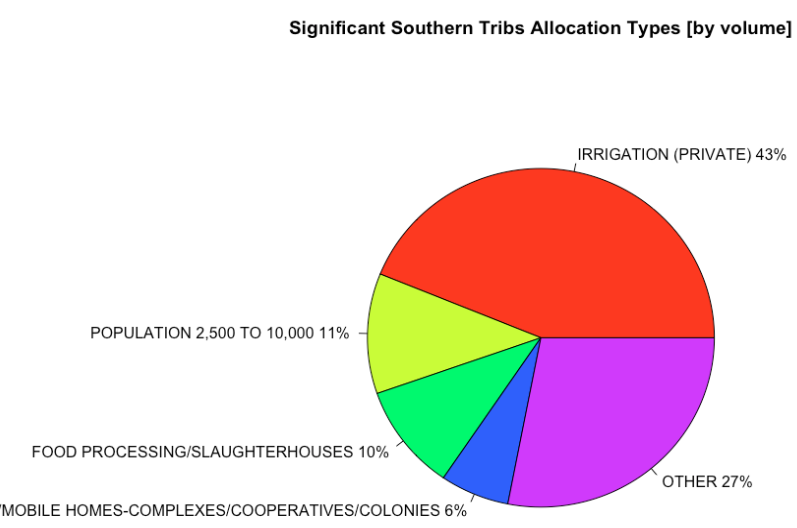 Significant Southern Tribs Allocation Types [by volume]
IRRIGATION (PRIVATE) 43%
POPULATION 2,500 TO 10,000 11%
FOOD PROCESSING/SLAUGHTERHOUSES 10%
OTHER 27%
/MOBILE HOMES-COMPLEXES/COOPERATIVES/COLONIES 6%